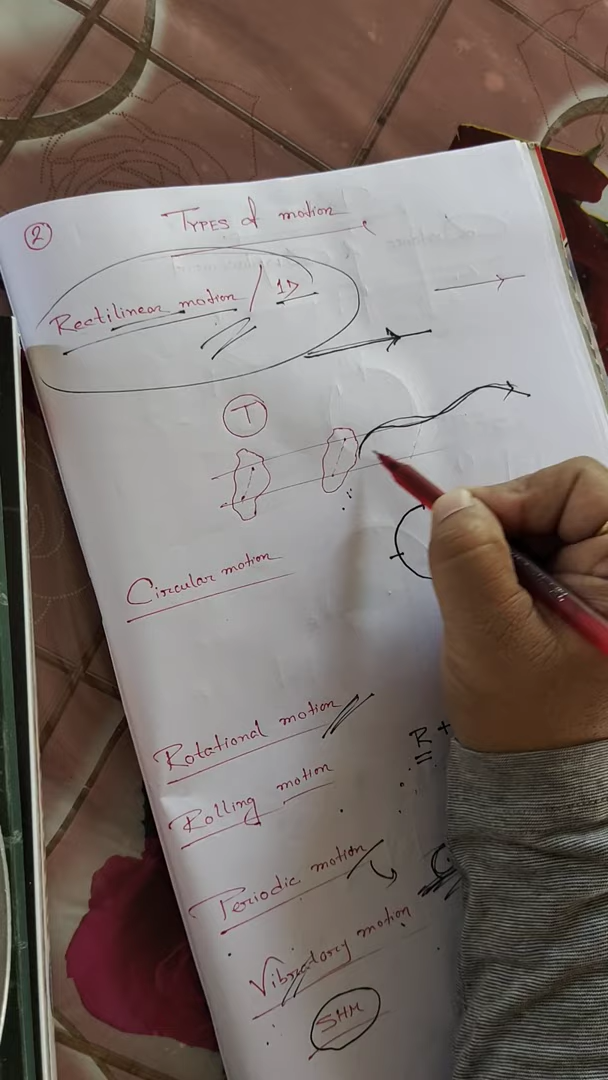 2
TYPES of motion
Rectilinear motion / 1D
T
Circular motion
Rotational motion
R +
Rolling motion
Periodic motion
Vibratory motion
SHM